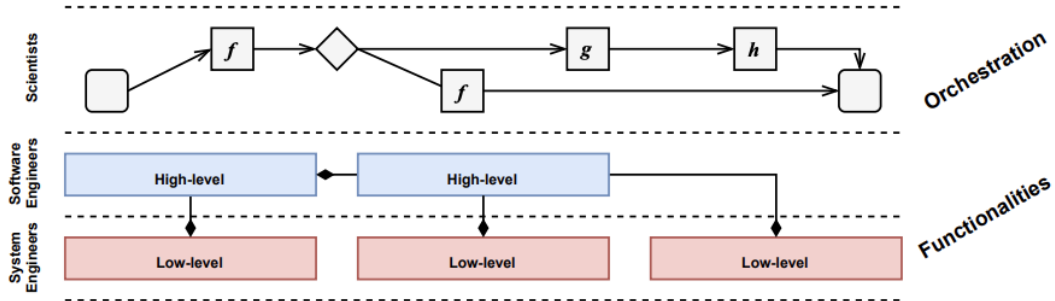 Scientists
f
g
h
f
Orchestration
Software
Engineers
High-level
High-level
Functionalities
System
Engineers
Low-level
Low-level
Low-level